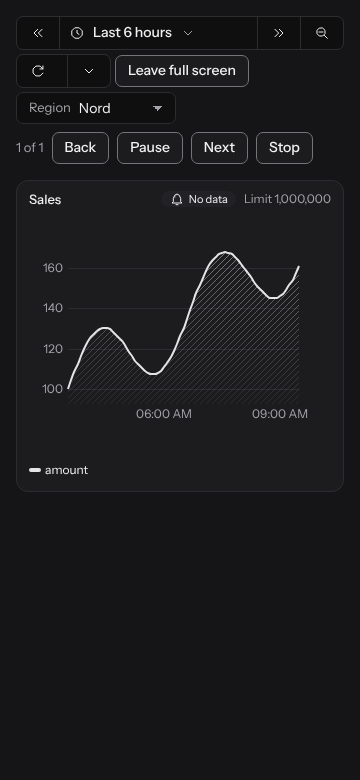 Last 6 hours
Leave full screen
Region Nord
1 of 1 Back Pause Next Stop
Sales No data Limit 1,000,000
160
140
120
100
06:00 AM 09:00 AM
amount